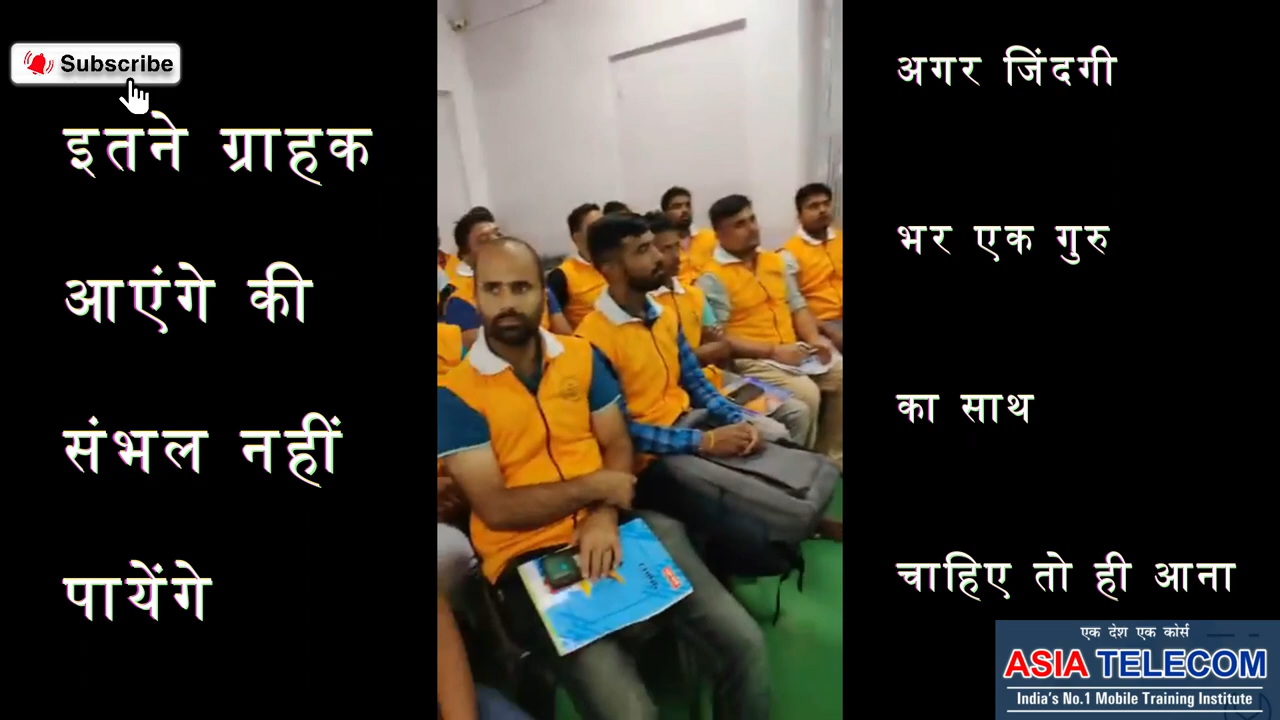 Subscribe
इतने ग्राहक
आएंगे की
संभल नहीं
पायेंगे
अगर जिंदगी
भर एक गुरु
का साथ
चाहिए तो ही आना
एक देश एक कोर्स
ASIA TELECOM
India's No.1 Mobile Training Institute